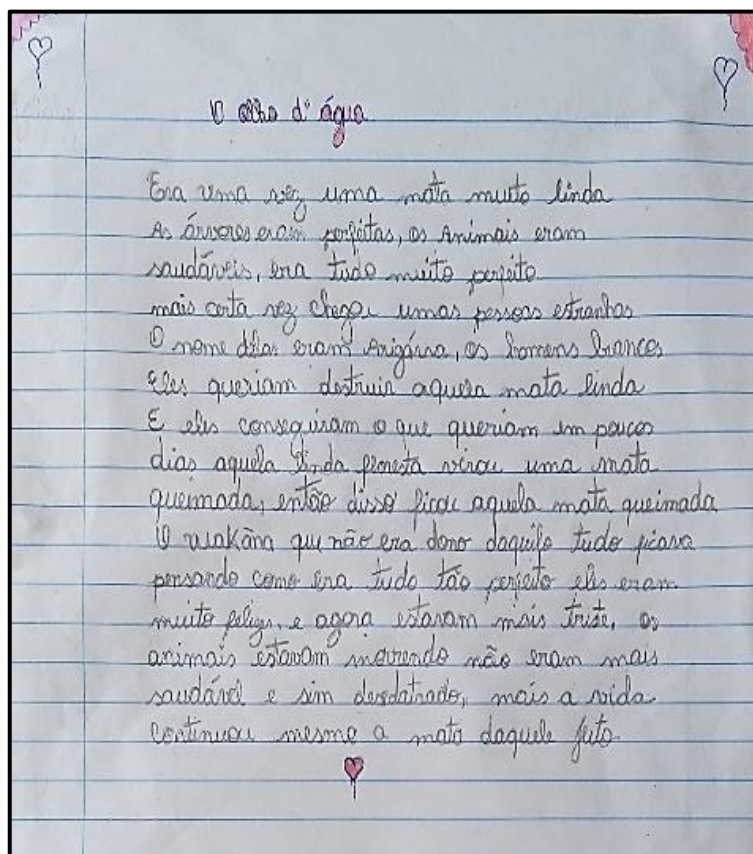 O olho d' água
Era uma vez uma mata muito linda
As árvores eram perfeitas, os Animais eram
saudáveis, era tudo muito perfeito.
mais certa vez chegou umas pessoas estranhas
O nome delas eram Anigária, os homens brancos
Eles queriam destruir aquela mata linda
E eles conseguiram o que queriam em poucos
dias aquela linda floresta virou uma mata
queimada, então disso ficou aquela mata queimada
O que não era dono daquilo tudo ficava
pensando como era tudo tão perfeito eles eram
muito felizes, e agora estavam mais triste, os
animais estavam morrendo não eram mais
saudável e sim, mais a vida
continuou mesmo a mata daquele jeito.